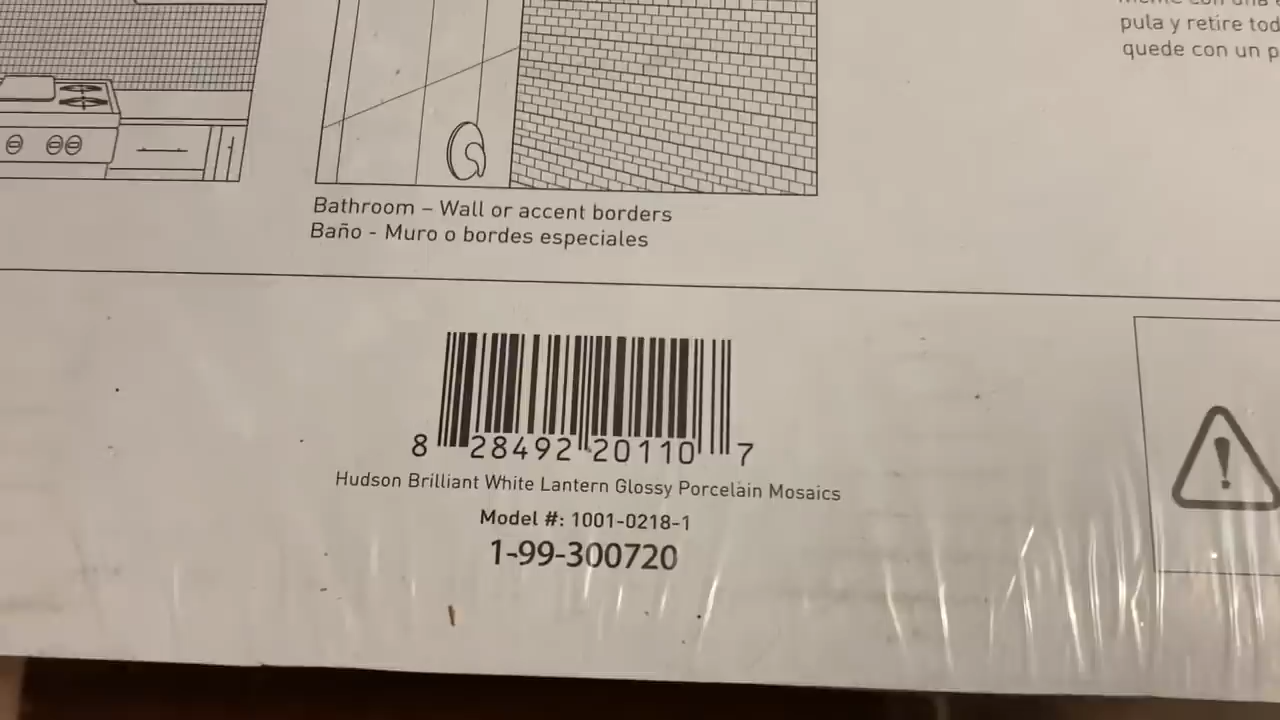 pula y retire tod
quede con un p
Bathroom – Wall or accent borders
Baño - Muro o bordes especiales
8 28492 20110 7
Hudson Brilliant White Lantern Glossy Porcelain Mosaics
Model #: 1001-0218-1
1-99-300720